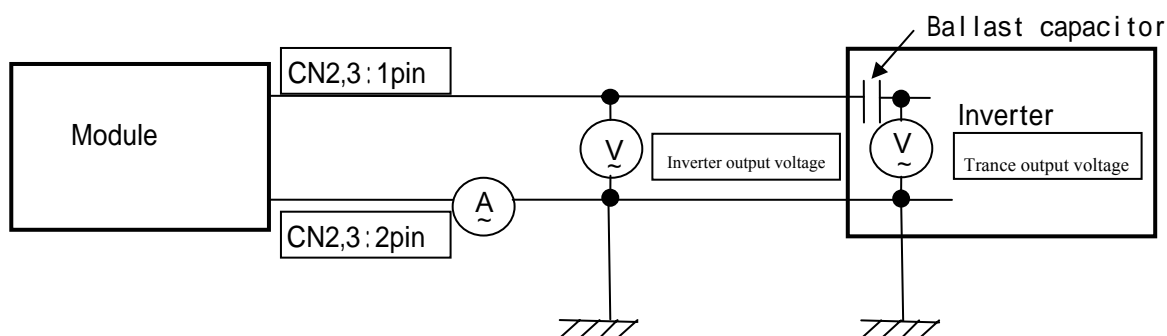 Ballast capacitor
CN2,3:1pin
Module
Inverter
V
~
Inverter output voltage
V
~
Trance output voltage
A
~
CN2,3:2pin